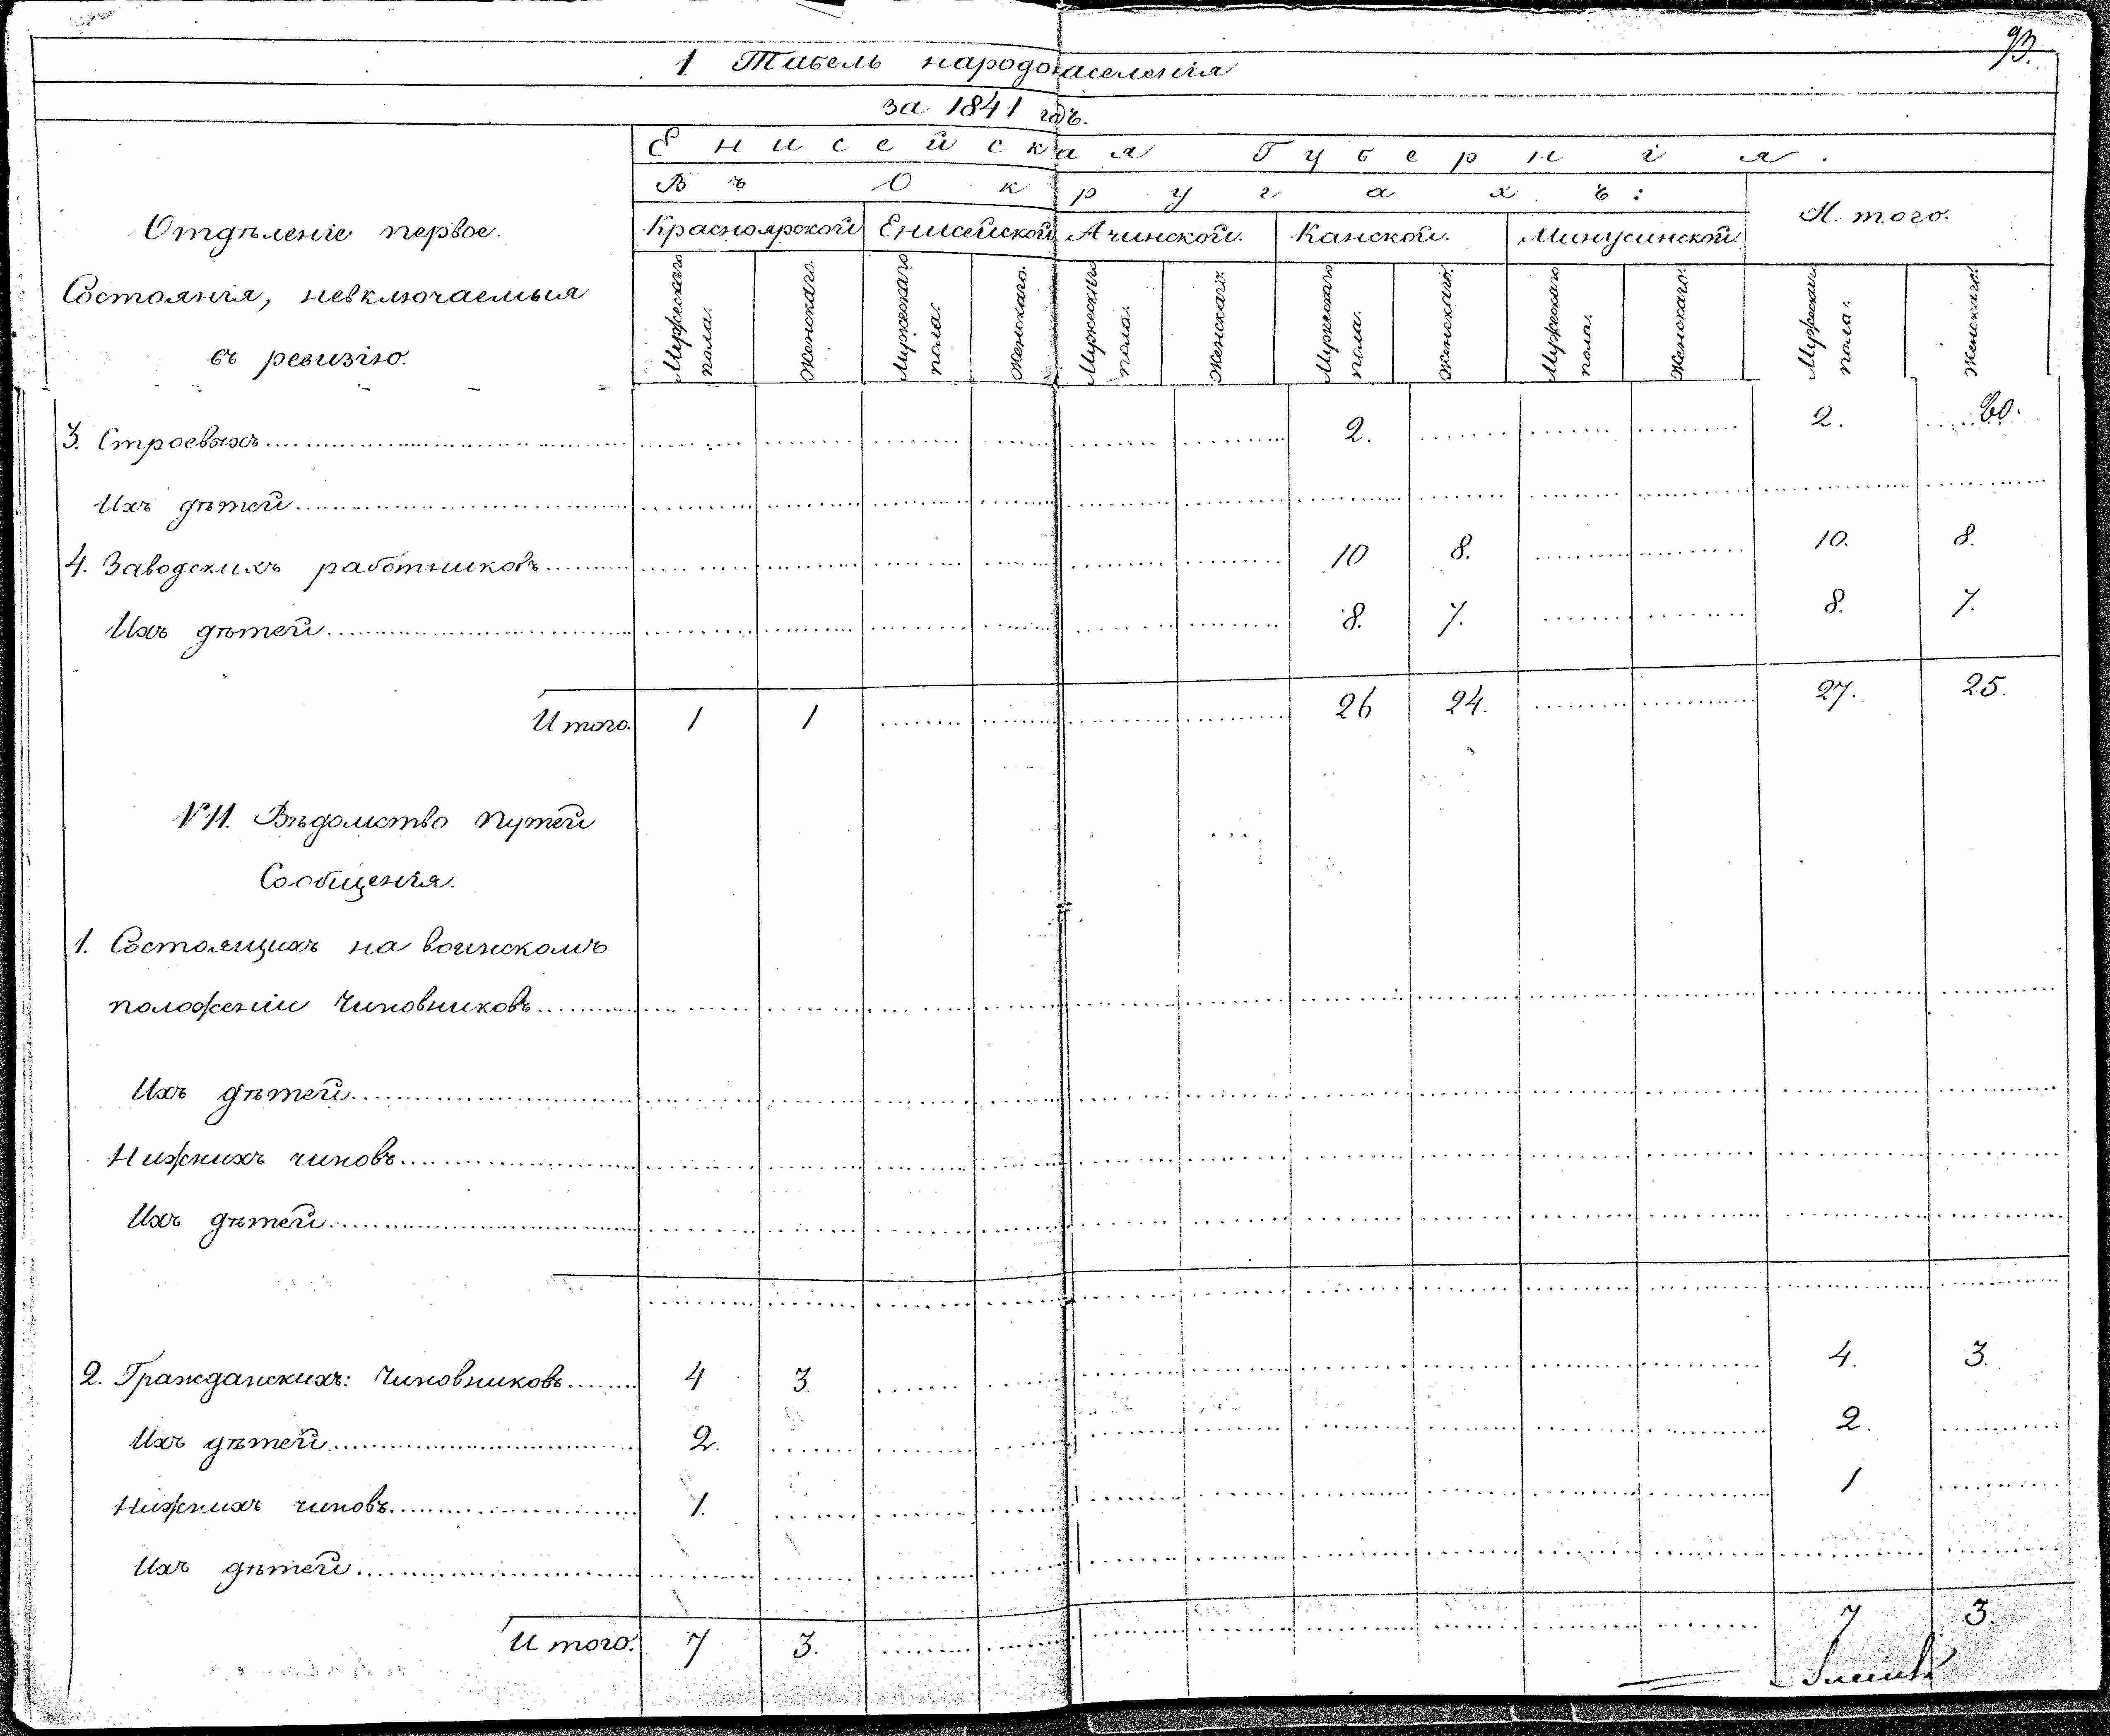 93.
1. Табель народонаселенія
за 1841 годъ.
Енисейская Губернія.
Въ Округахъ:
Отдѣленіе первое.
Состоянія, невключаемыя
въ ревизію.
Красноярской Енисейской Ачинской. Канской. Минусинской. И того.
Мужескаго пола. Женскаго. Мужескаго пола. Женскаго. Мужескаго пола. Женскаго. Мужескаго пола. Женскаго. Мужескаго пола. Женскаго. Мужескаго пола. Женскаго.
3. Строевыхъ 2. 2.
Ихъ дѣтей
4. Заводскихъ работниковъ 10 8. 10. 8.
Ихъ дѣтей 8. 7. 8. 7.
Итого. 1 1 26 24. 27. 25.
VII. Вѣдомство Путей
Сообщенія.
1. Состоящихъ на воинскомъ
положеніи Чиновниковъ
Ихъ дѣтей
Нижнихъ чиновъ
Ихъ дѣтей
2. Гражданскихъ: Чиновниковъ 4 3. 4. 3.
Ихъ дѣтей 2. 2.
Нижнихъ чиновъ 1. 1
Ихъ дѣтей
Итого. 7 3. 7 3.